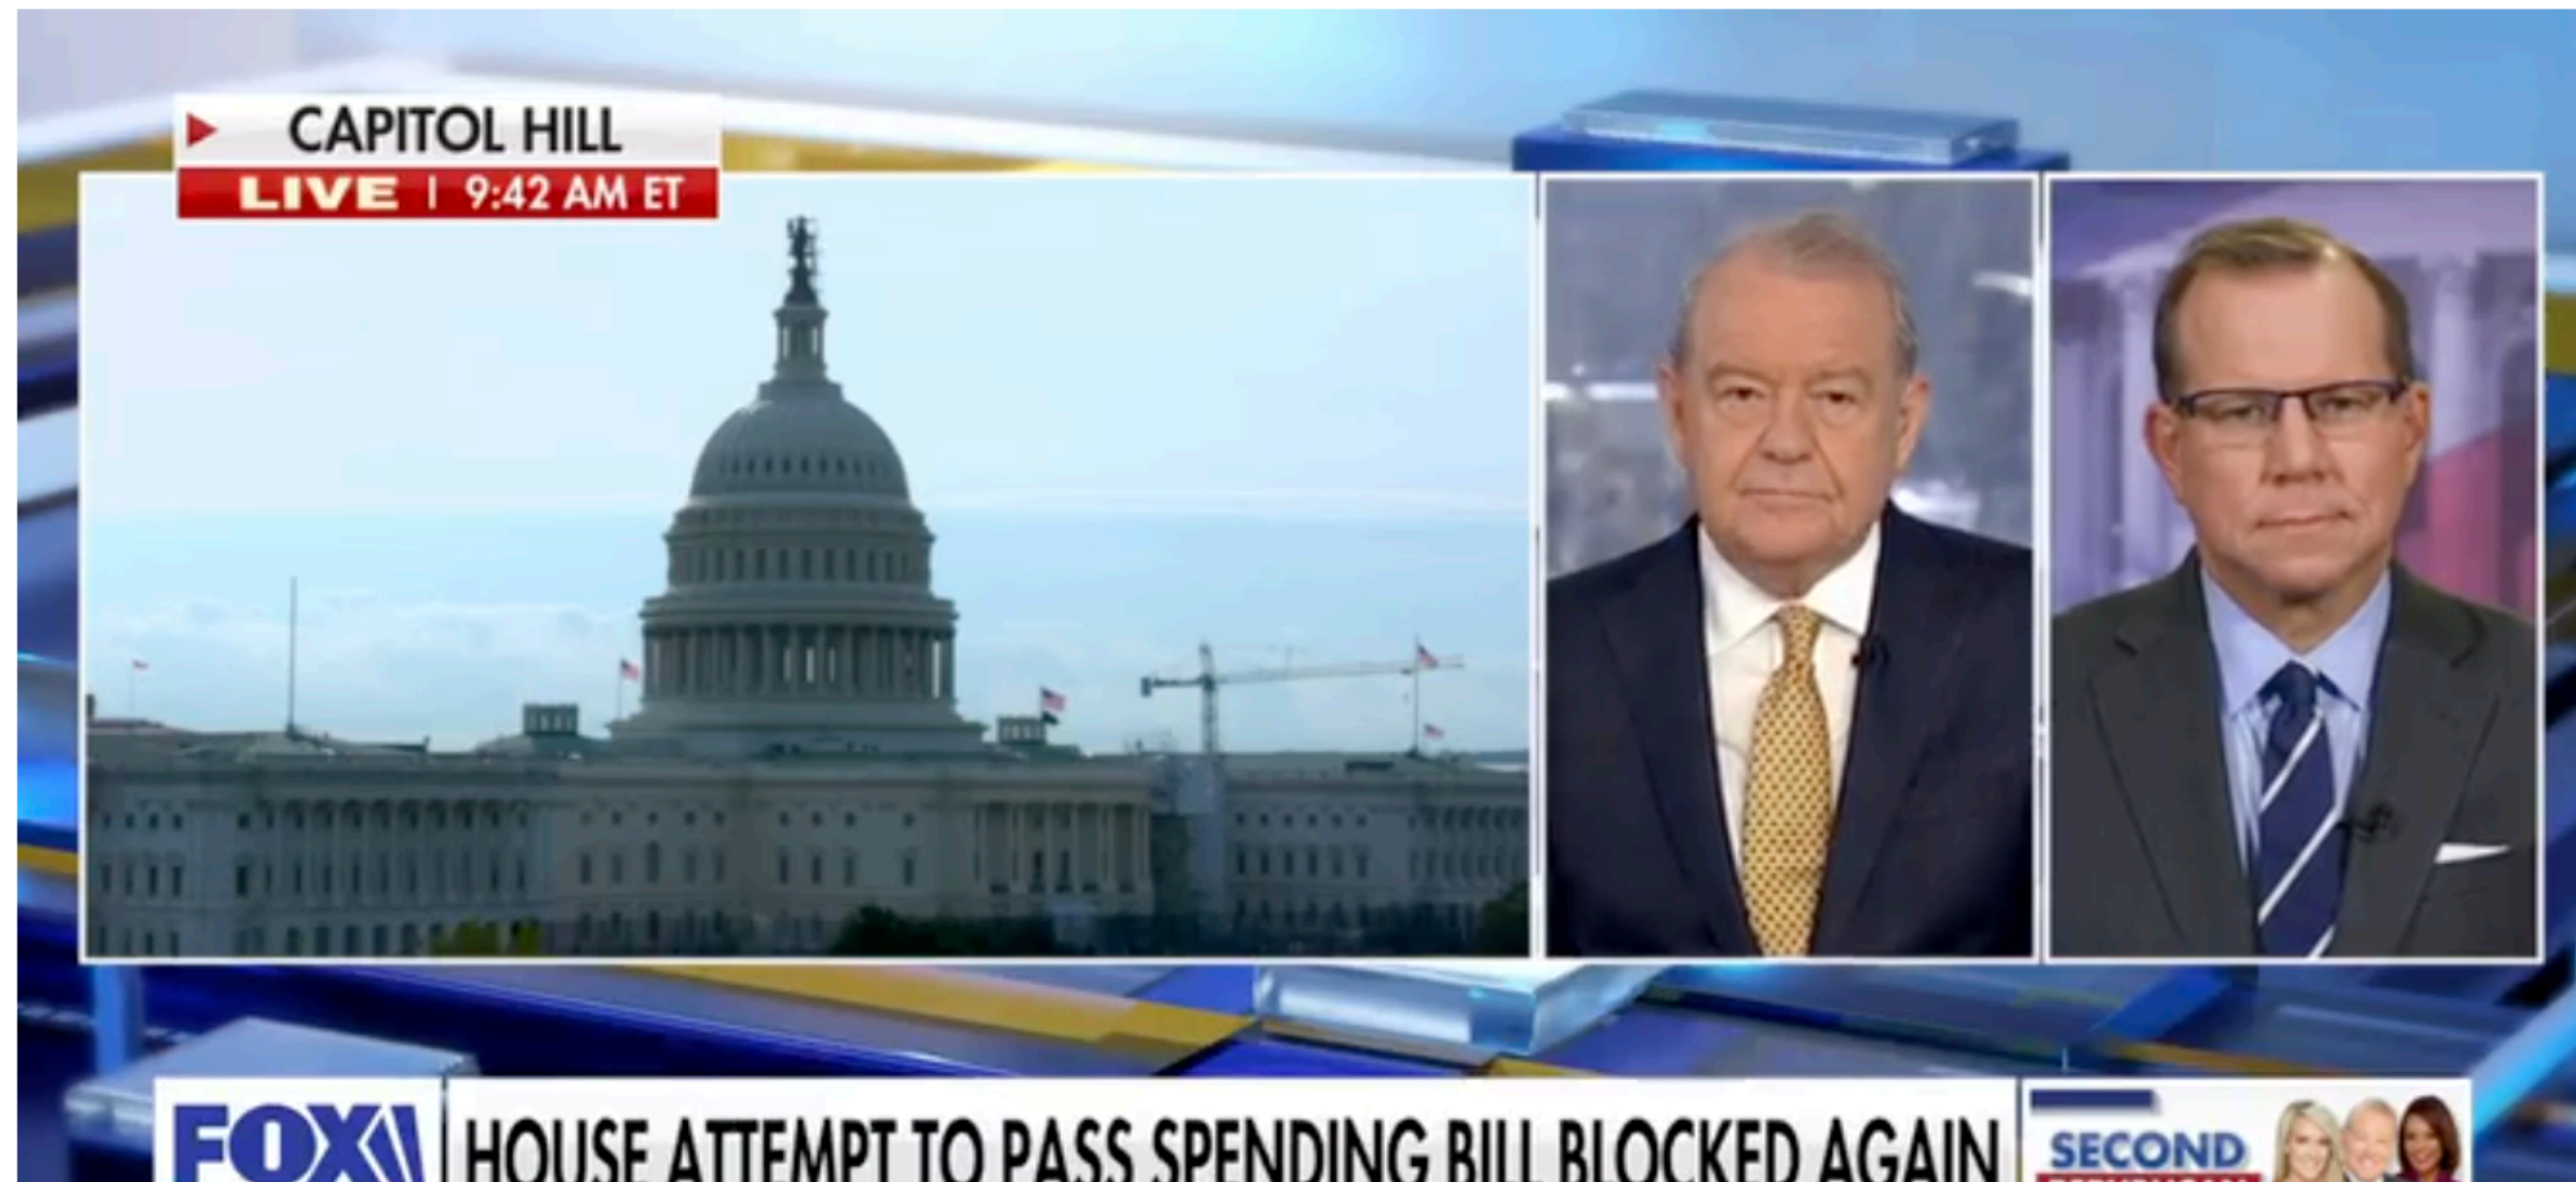 CAPITOL HILL
LIVE | 9:42 AM ET
FOX
HOUSE ATTEMPT TO PASS SPENDING BILL BLOCKED AGAIN
SECOND